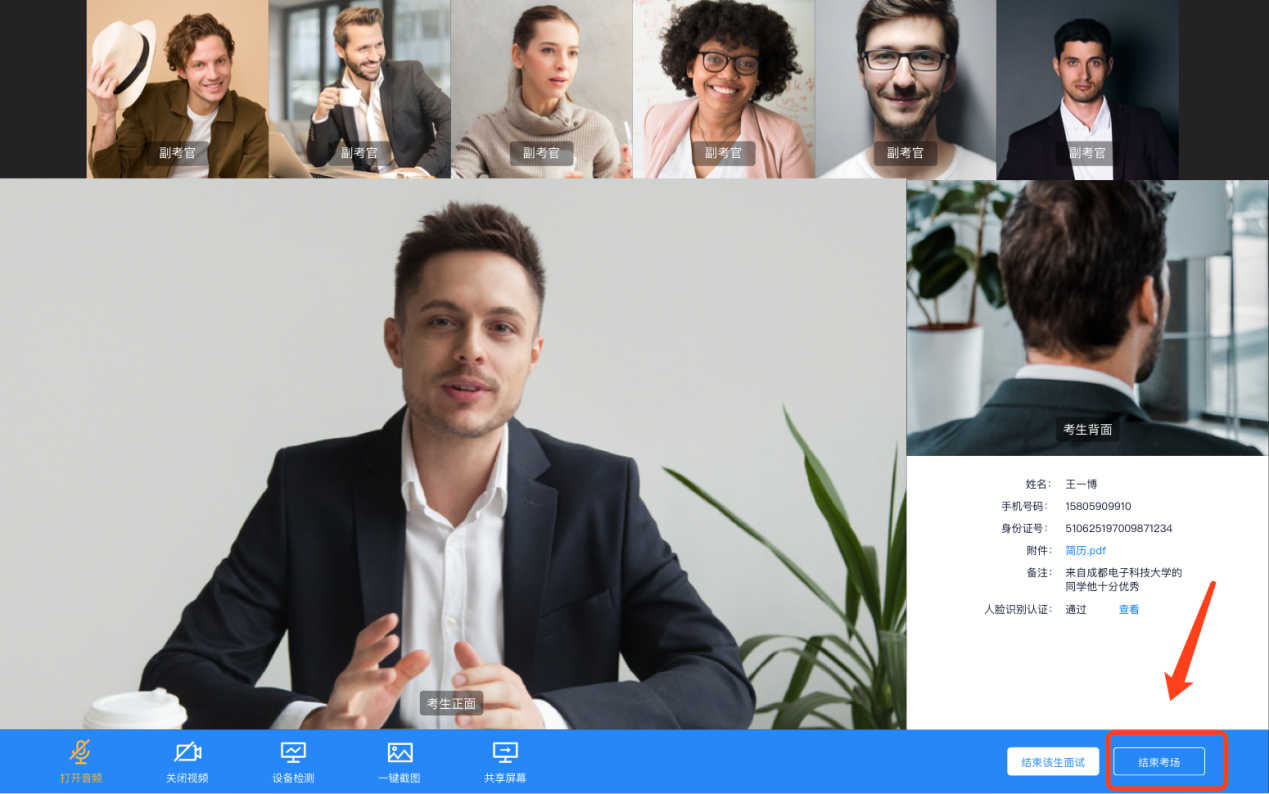 副考官
副考官
副考官
副考官
副考官
副考官
考生正面
考生背面
姓名： 王一博
手机号码： 15805909910
身份证号： 510625197009871234
附件： 简历.pdf
备注： 来自成都电子科技大学的
同学他十分优秀
人脸识别认证： 通过 查看
打开音频
关闭视频
设备检测
一键截图
共享屏幕
结束该生面试
结束考场